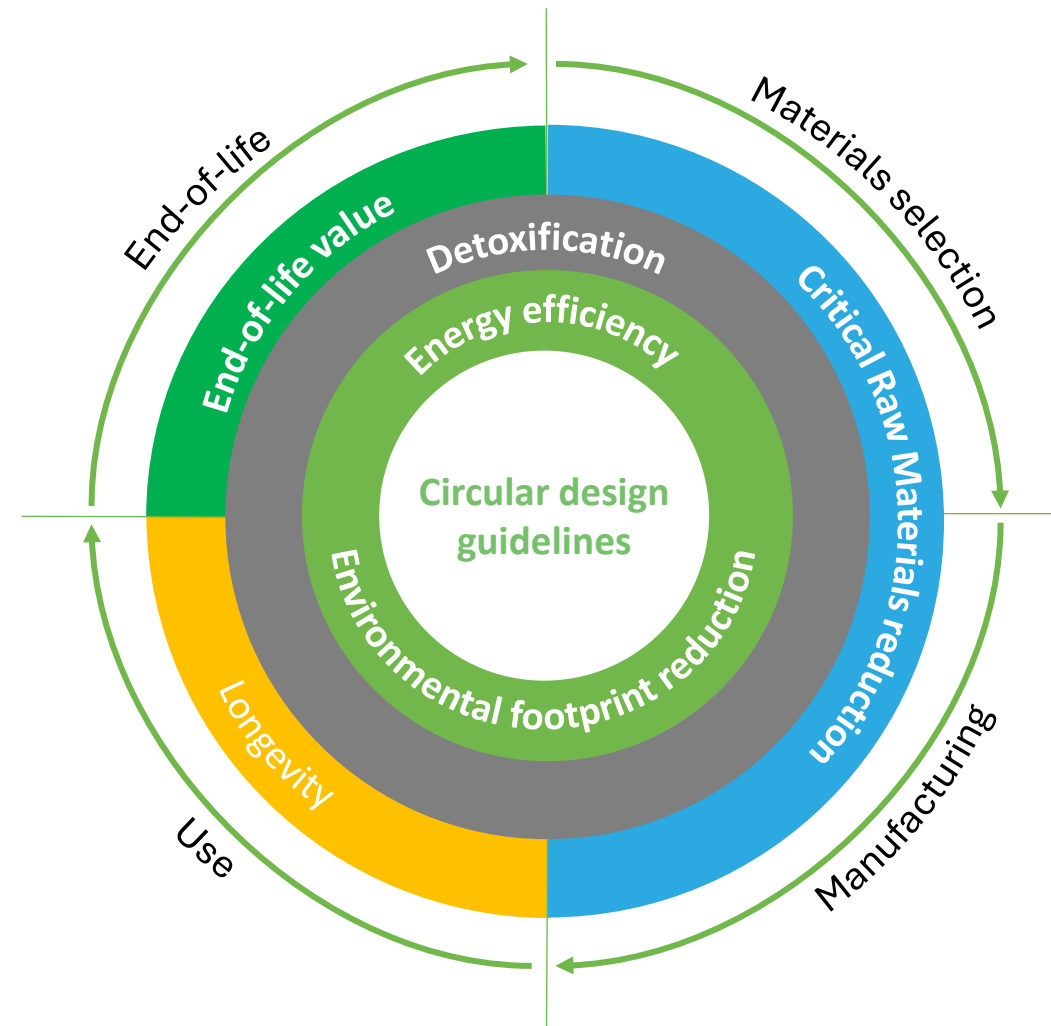 Materials selection
End-of-life
End-of-life value
Detoxification
Energy efficiency
Critical Raw Materials reduction
Circular design
guidelines
Environmental footprint reduction
Longevity
Use
Manufacturing